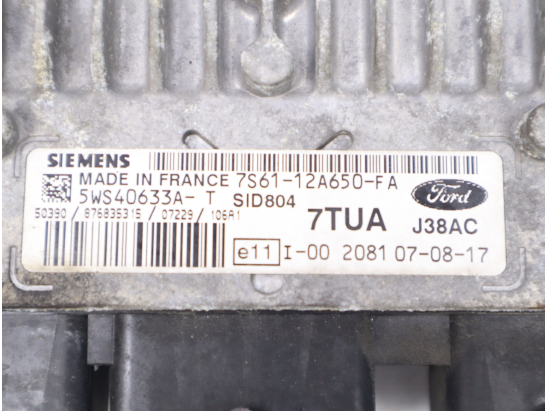 SIEMENS
MADE IN FRANCE 7S61-12A650-FA
5WS40633A- T SID804
50390 / 876835315 / 07229 / 106A1
Ford
7TUA J38AC
e11 I-00 2081 07-08-17